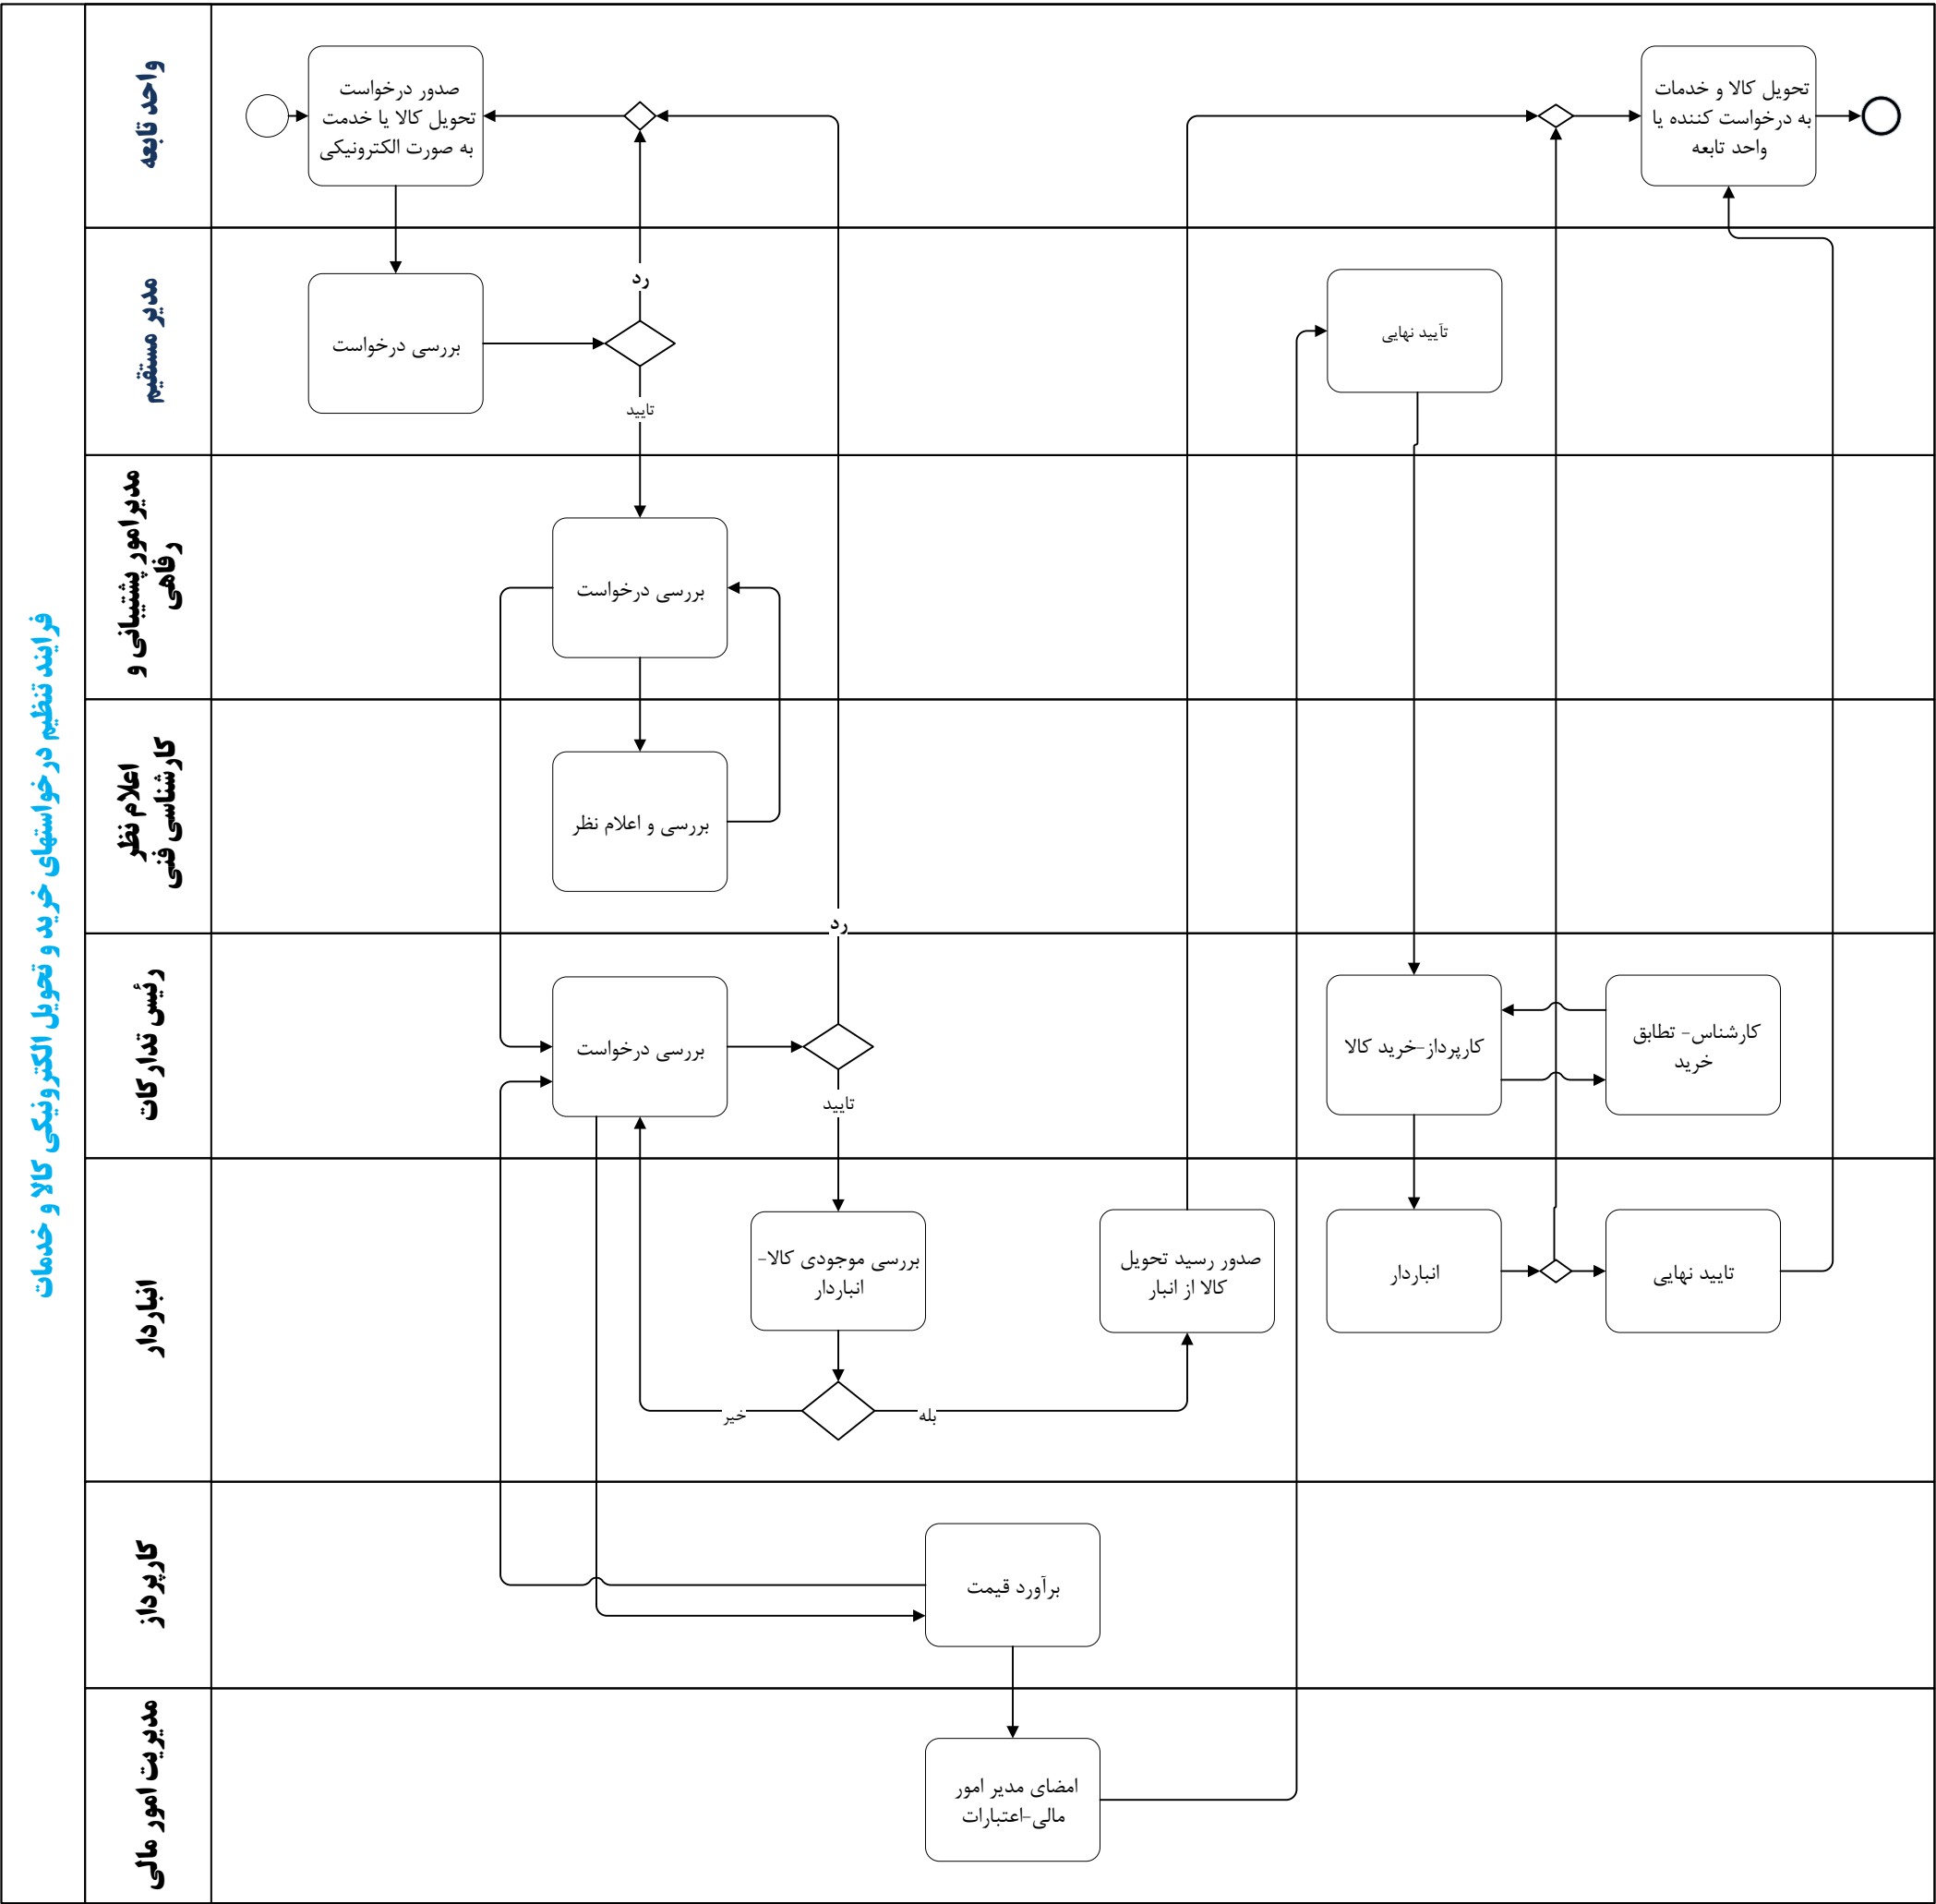 فرایند تنظیم درخواستهای خرید و تحویل الکترونیکی کالا و خدمات
واحد تابعه
صدور درخواست
تحویل کالا یا خدمت
به صورت الکترونیکی
تحویل کالا و خدمات
به درخواست کننده یا
واحد تابعه
مدیر مستقیم
بررسی درخواست
رد
تایید
تآیید نهایی
مدیر امور پشتیبانی و
رفاهی
بررسی درخواست
اعلام نظر
کارشناسی فنی
بررسی و اعلام نظر
رد
رئیس تدارکات
بررسی درخواست
تایید
کارپرداز-خرید کالا
کارشناس- تطابق
خرید
انباردار
بررسی موجودی کالا-
انباردار
خیر
بله
صدور رسید تحویل
کالا از انبار
انباردار
تایید نهایی
کارپرداز
برآورد قیمت
مدیریت امور مالی
امضای مدیر امور
مالی-اعتبارات